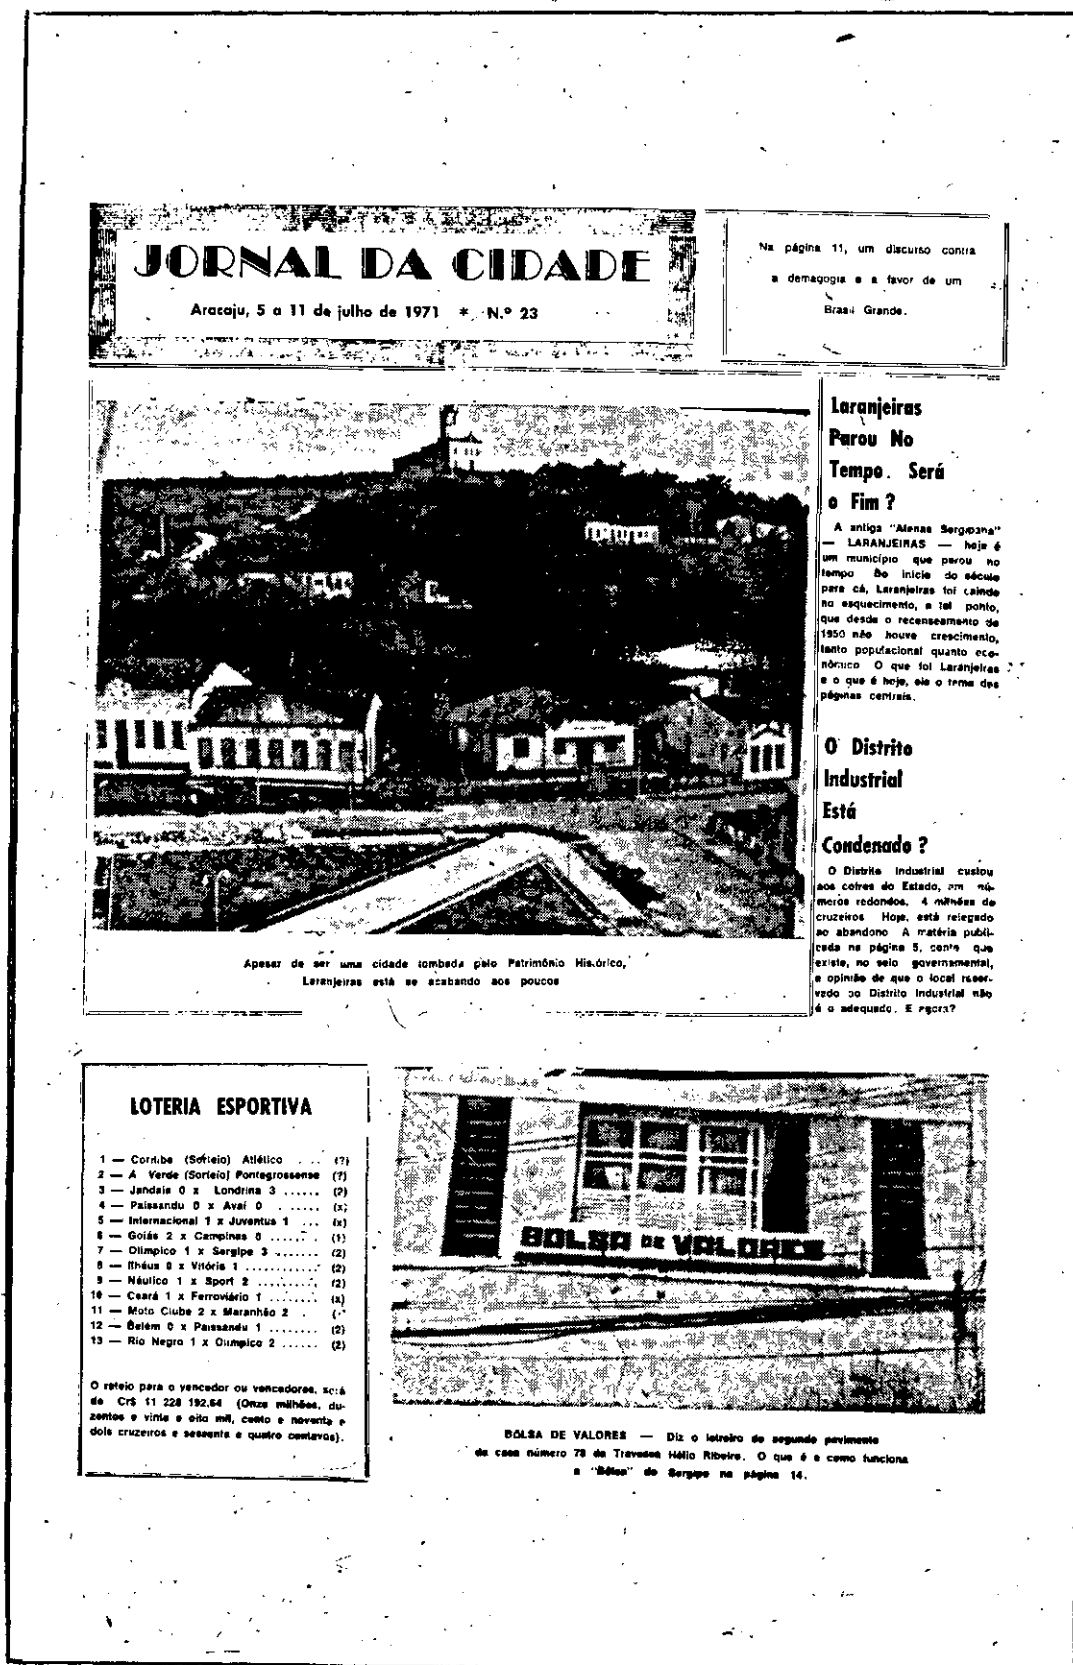 JORNAL DA CIDADE
Aracaju, 5 a 11 de julho de 1971 * N.º 23
Na página 11, um discurso contra
a demagogia e a favor de um
Brasil Grande.
Laranjeiras
Parou No
Tempo. Será
o Fim?
A antiga "Atenas Sergipana"
— LARANJEIRAS — hoje é
um município que parou no
tempo Do início do século
para cá, Laranjeiras foi caindo
no esquecimento, a tal ponto,
que desde o recenseamento de
1950 não houve crescimento,
tanto populacional quanto eco-
nômico O que foi Laranjeiras
e o que é hoje, eis o tema das
páginas centrais.
O Distrito
Industrial
Está
Condenado?
O Distrito Industrial custou
aos cofres do Estado, em nú-
meros redondos, 4 milhões de
cruzeiros Hoje, está relegado
ao abandono A matéria publi-
cada na página 5, conta que
existe, no seio governamental,
a opinião de que o local reser-
vado ao Distrito Industrial não
é o adequado. E agora?
Apesar de ser uma cidade tombada pelo Patrimônio Histórico,
Laranjeiras está se acabando aos poucos
LOTERIA ESPORTIVA
1 — Coritiba (Sorteio) Atlético ... (?)
2 — A Verde (Sorteio) Pontegrossense (?)
3 — Jandaia 0 x Londrina 3 ...... (2)
4 — Paissandu 0 x Avaí 0 ...... (x)
5 — Internacional 1 x Juventus 1 ... (x)
6 — Goiás 2 x Campinas 0 ....... (1)
7 — Olímpico 1 x Sergipe 3 ....... (2)
8 — Ilhéus 0 x Vitória 1 ......... (2)
9 — Náutico 1 x Sport 2 ......... (2)
10 — Ceará 1 x Ferroviário 1 ....... (x)
11 — Moto Clube 2 x Maranhão 2 .
12 — Belém 0 x Paissandu 1 ........ (2)
13 — Rio Negro 1 x Olímpico 2 ...... (2)
O rateio para o vencedor ou vencedores, será
de Cr$ 11 228 192,64 (Onze milhões, du-
zentos e vinte e oito mil, cento e noventa e
dois cruzeiros e sessenta e quatro centavos).
BOLSA DE VALORES
BOLSA DE VALORES — Diz o letreiro do segundo pavimento
da casa número 78 da Travessa Hélio Ribeiro. O que é e como funciona
a "Bôlsa" de Sergipe na página 14.